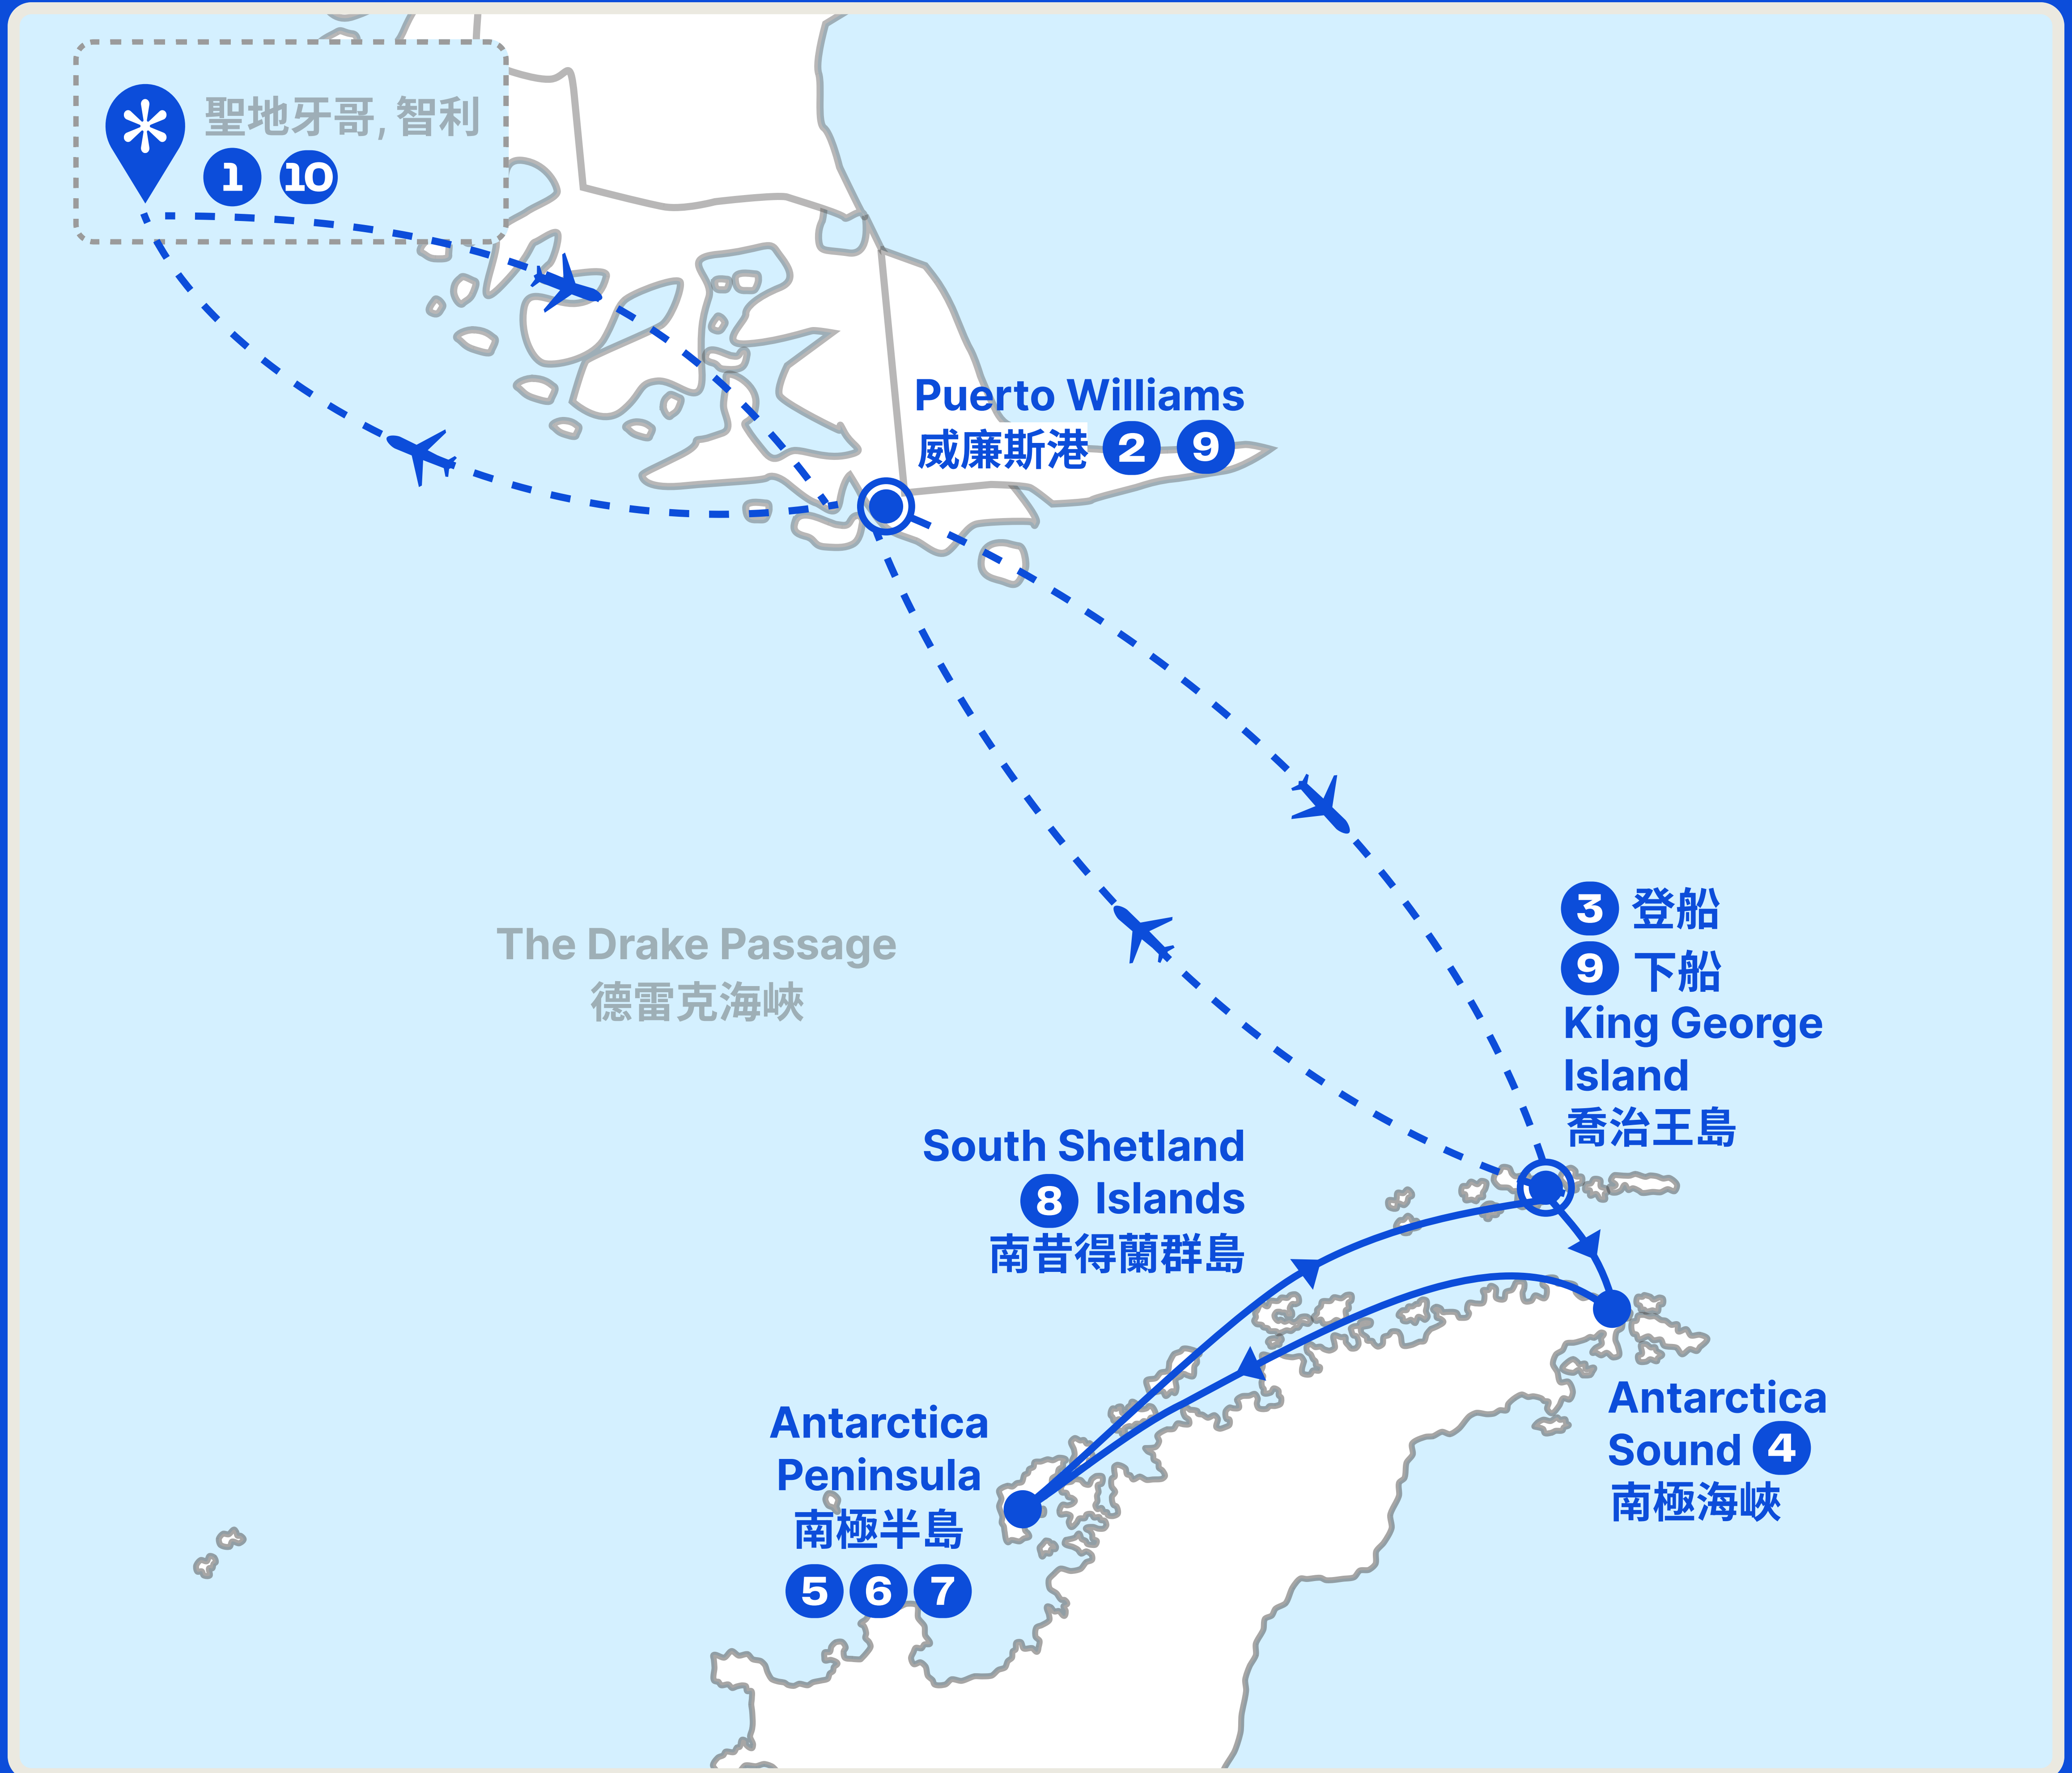 聖地牙哥, 智利
1 10
Puerto Williams
威廉斯港 2 9
The Drake Passage
德雷克海峽
3 登船
9 下船
King George
Island
喬治王島
South Shetland
8 Islands
南昔得蘭群島
Antarctica
Sound 4
南極海峽
Antarctica
Peninsula
南極半島
5 6 7